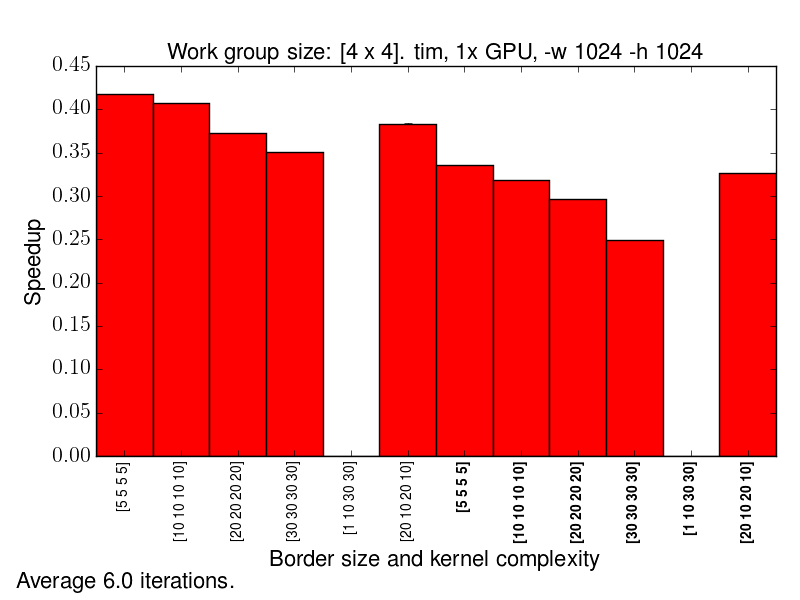 Work group size: [4 x 4]. tim, 1x GPU, -w 1024 -h 1024
0.45
0.40
0.35
0.30
0.25
0.20
0.15
0.10
0.05
0.00
Speedup
[5 5 5 5]
[10 10 10 10]
[20 20 20 20]
[30 30 30 30]
[1 10 30 30]
[20 10 20 10]
[5 5 5 5]
[10 10 10 10]
[20 20 20 20]
[30 30 30 30]
[1 10 30 30]
[20 10 20 10]
Border size and kernel complexity
Average 6.0 iterations.